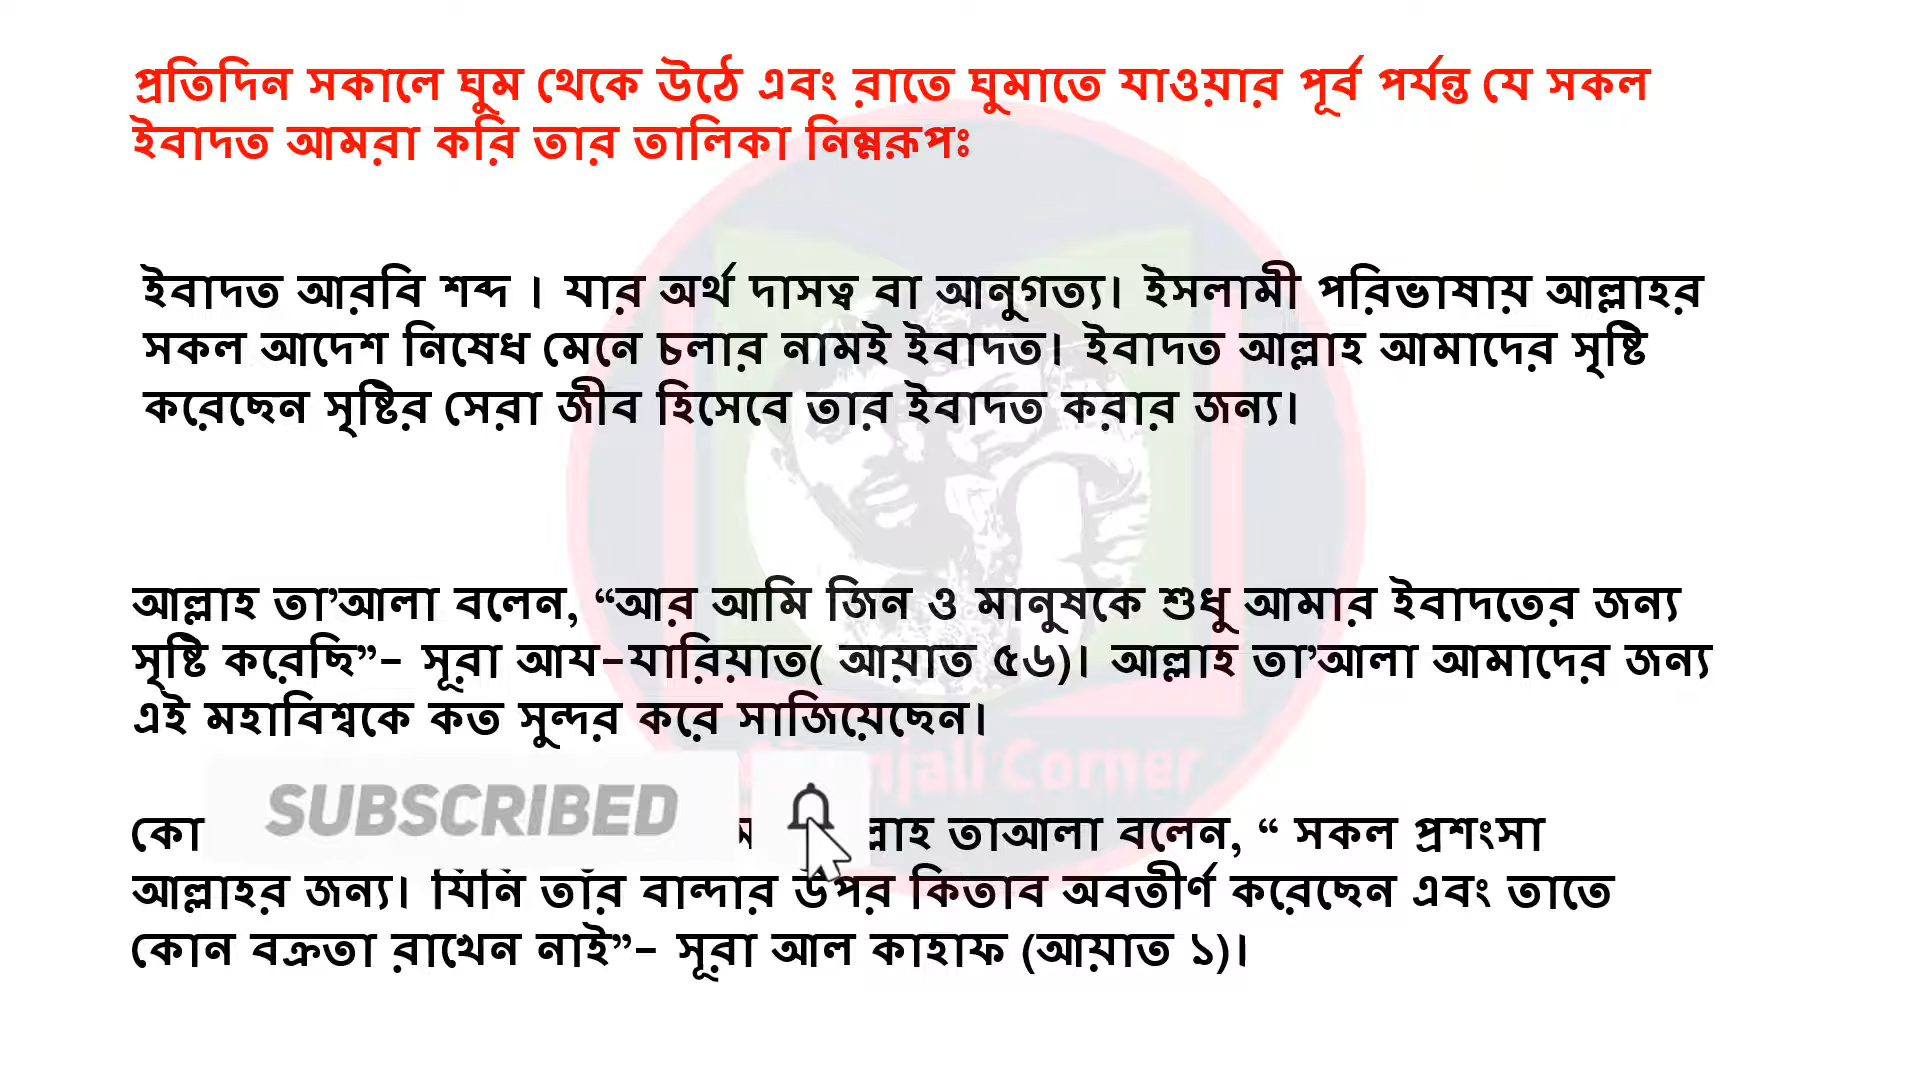 প্রতিদিন সকালে ঘুম থেকে উঠে এবং রাতে ঘুমাতে যাওয়ার পূর্ব পর্যন্ত যে সকল
ইবাদত আমরা করি তার তালিকা নিম্নরূপঃ
ইবাদত আরবি শব্দ । যার অর্থ দাসত্ব বা আনুগত্য। ইসলামী পরিভাষায় আল্লাহর
সকল আদেশ নিষেধ মেনে চলার নামই ইবাদত। ইবাদত আল্লাহ আমাদের সৃষ্টি
করেছেন সৃষ্টির সেরা জীব হিসেবে তার ইবাদত করার জন্য।
আল্লাহ তা’আলা বলেন, “আর আমি জিন ও মানুষকে শুধু আমার ইবাদতের জন্য
সৃষ্টি করেছি”– সূরা আয–যারিয়াত( আয়াত ৫৬)। আল্লাহ তা’আলা আমাদের জন্য
এই মহাবিশ্বকে কত সুন্দর করে সাজিয়েছেন।
Corner
SUBSCRIBED
তাআলা বলেন, “ সকল প্রশংসা
আল্লাহর জন্য। যিনি তাঁর বান্দার উপর কিতাব অবতীর্ণ করেছেন এবং তাতে
কোন বক্রতা রাখেন নাই”– সূরা আল কাহাফ (আয়াত ১)।